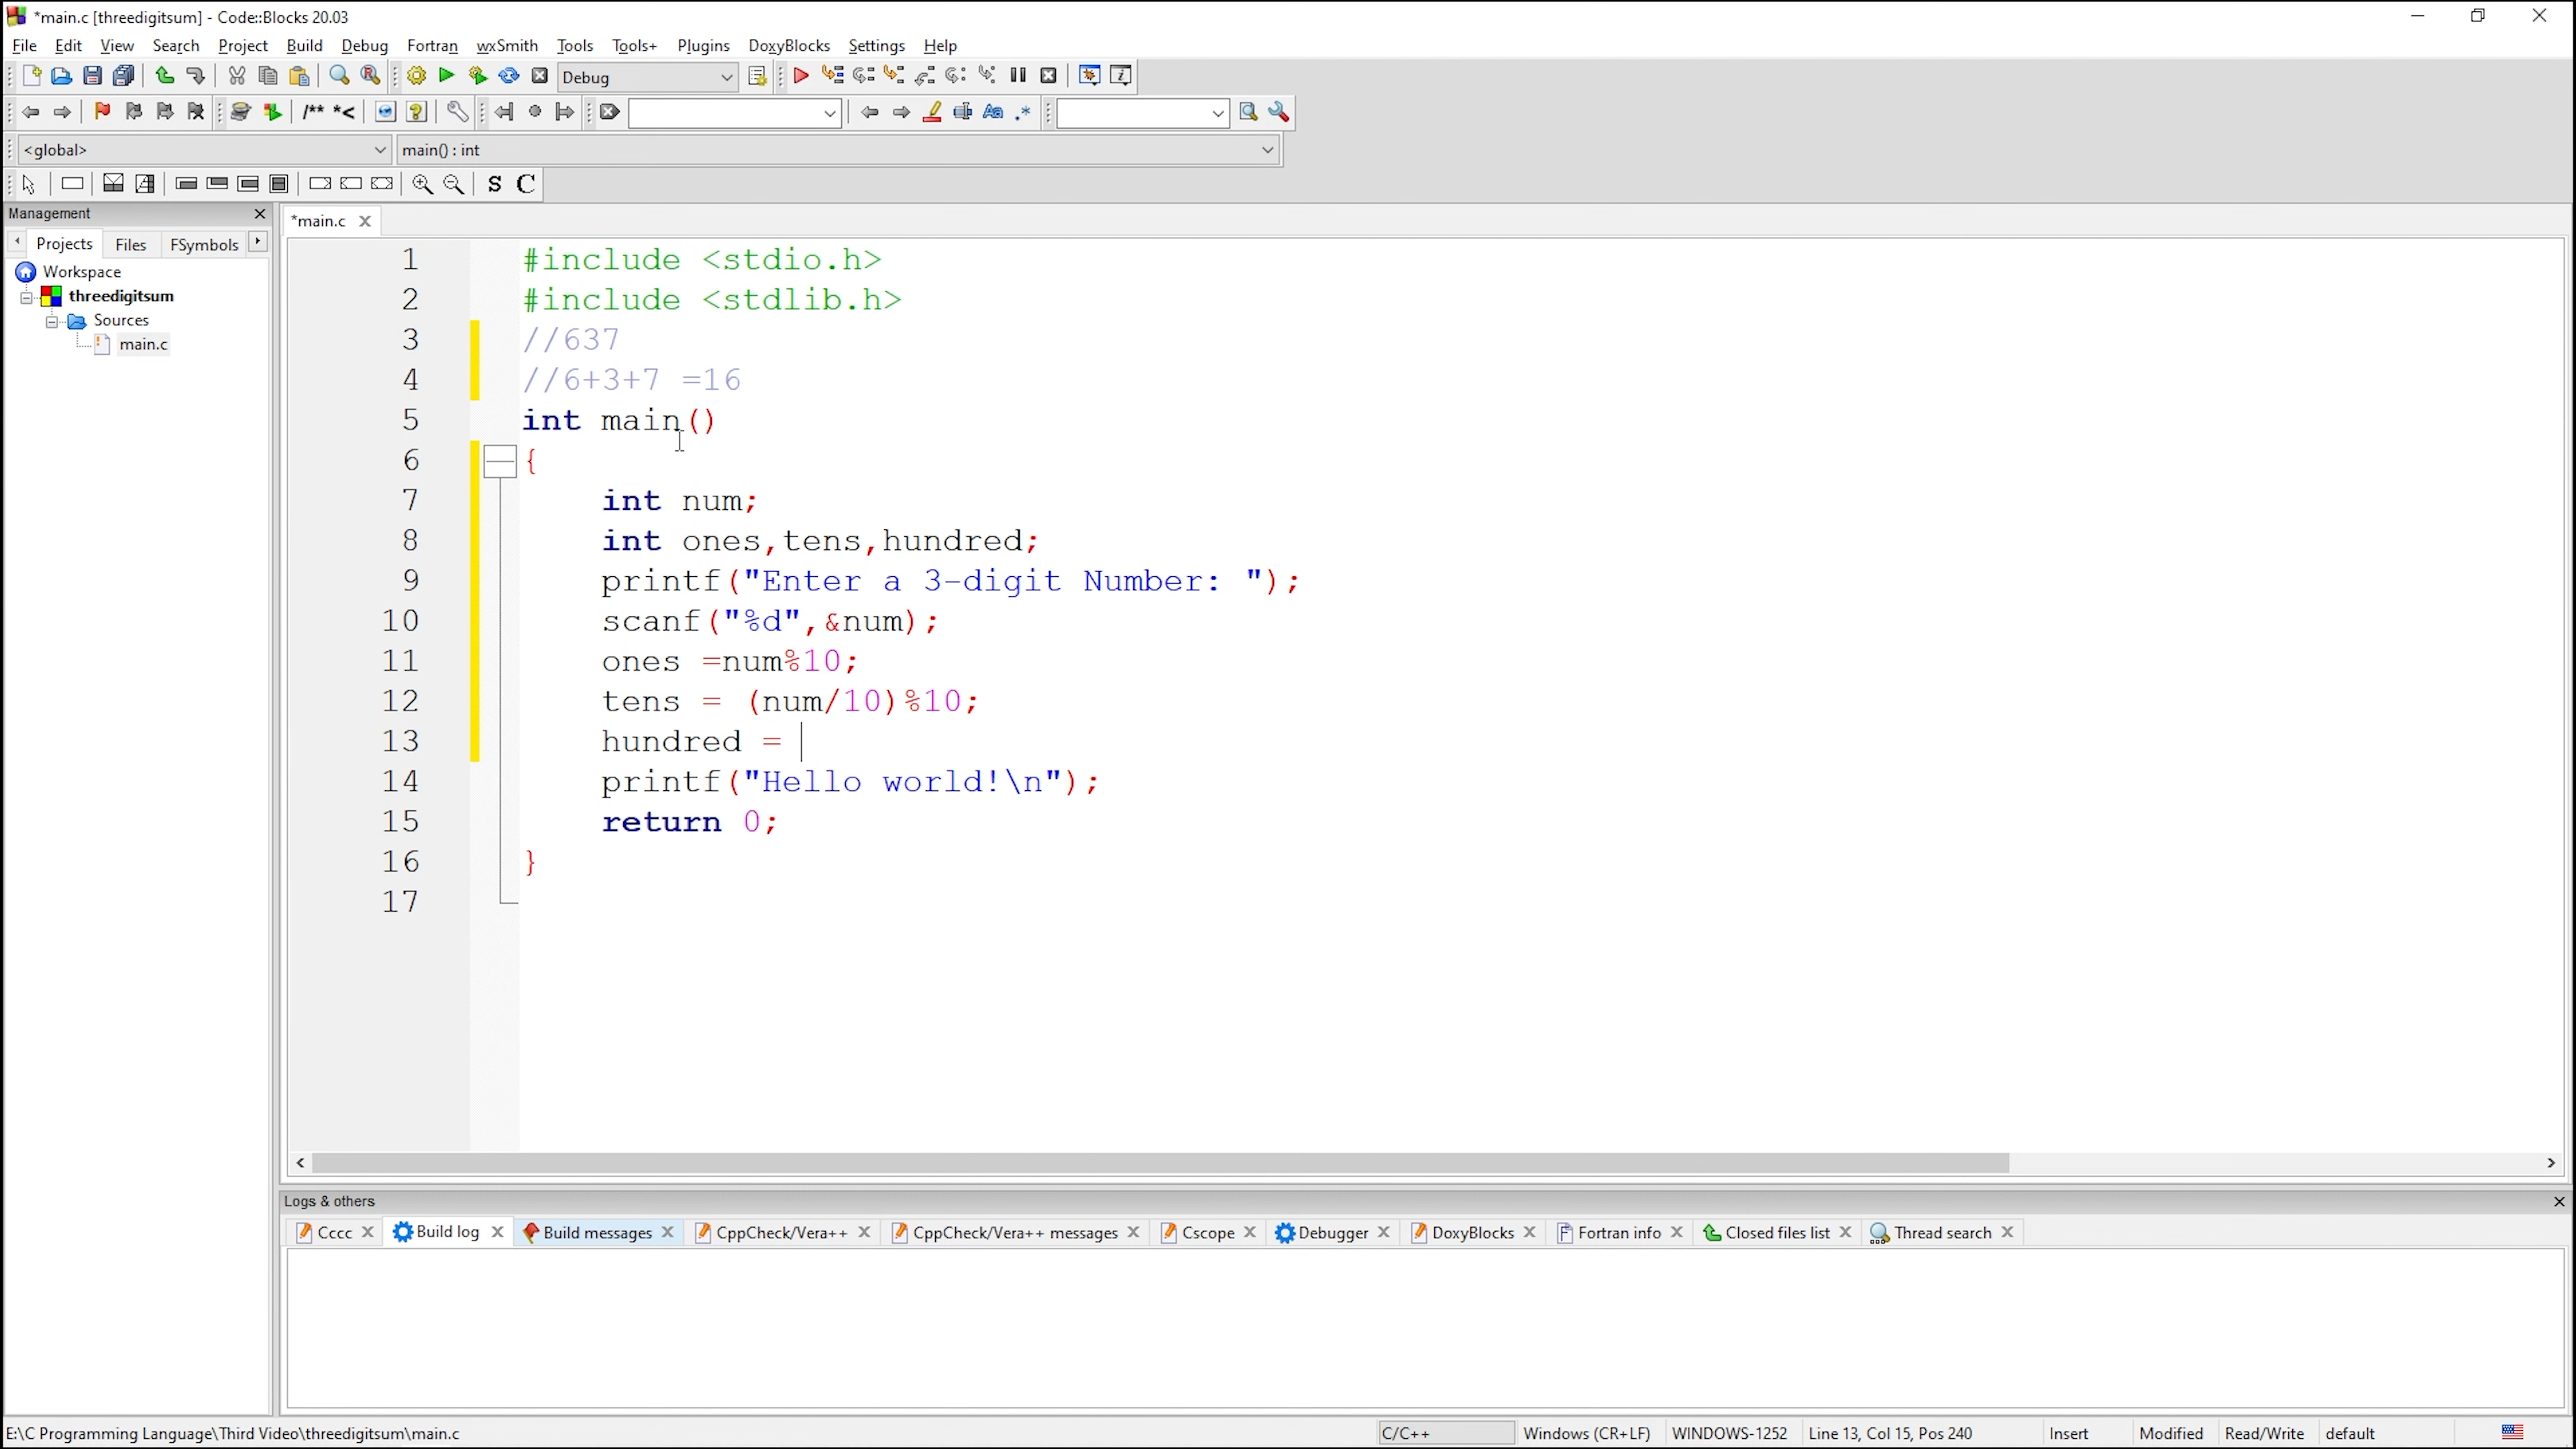 *main.c [threedigitsum] - Code::Blocks 20.03
File Edit View Search Project Build Debug Fortran wxSmith Tools Tools+ Plugins DoxyBlocks Settings Help
Debug
/** *<
Aa .*
<global> main() : int
S C
Management
Projects Files FSymbols
Workspace
threedigitsum
Sources
main.c
*main.c
1 #include <stdio.h>
2 #include <stdlib.h>
3 //637
4 //6+3+7 =16
5 int main()
6 {
7 int num;
8 int ones,tens,hundred;
9 printf("Enter a 3-digit Number: ");
10 scanf("%d",&num);
11 ones =num%10;
12 tens = (num/10)%10;
13 hundred =
14 printf("Hello world!\n");
15 return 0;
16 }
17
Logs & others
Cccc Build log Build messages CppCheck/Vera++ CppCheck/Vera++ messages Cscope Debugger DoxyBlocks Fortran info Closed files list Thread search
E:\C Programming Language\Third Video\threedigitsum\main.c C/C++ Windows (CR+LF) WINDOWS-1252 Line 13, Col 15, Pos 240 Insert Modified Read/Write default